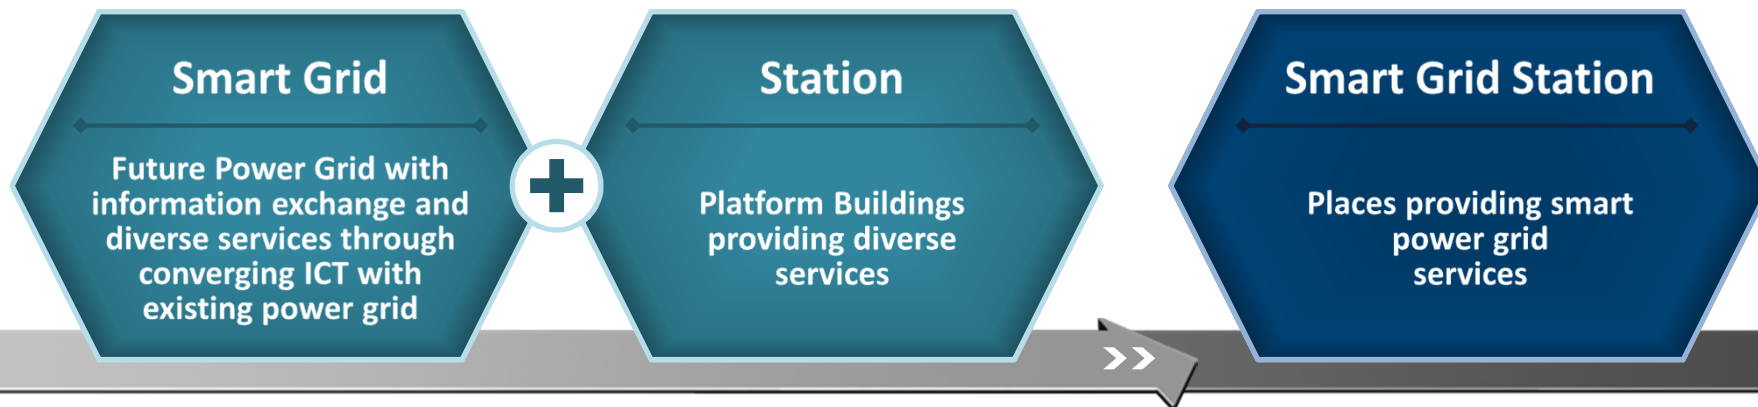 Smart Grid
Future Power Grid with
information exchange and
diverse services through
converging ICT with
existing power grid
Station
Platform Buildings
providing diverse
services
Smart Grid Station
Places providing smart
power grid
services